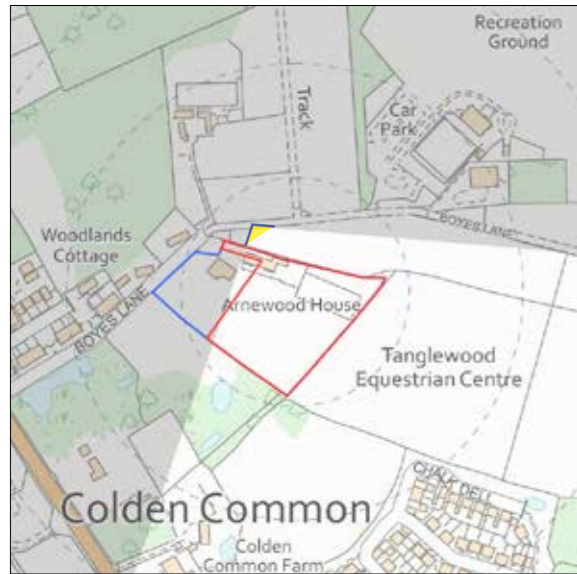 Recreation
Ground
Track
Car
Park
BOYES LANE
Woodlands
Cottage
BOYES LANE
Arnewood House
Tanglewood
Equestrian Centre
CHALK DELL
Colden Common
Colden
Common Farm